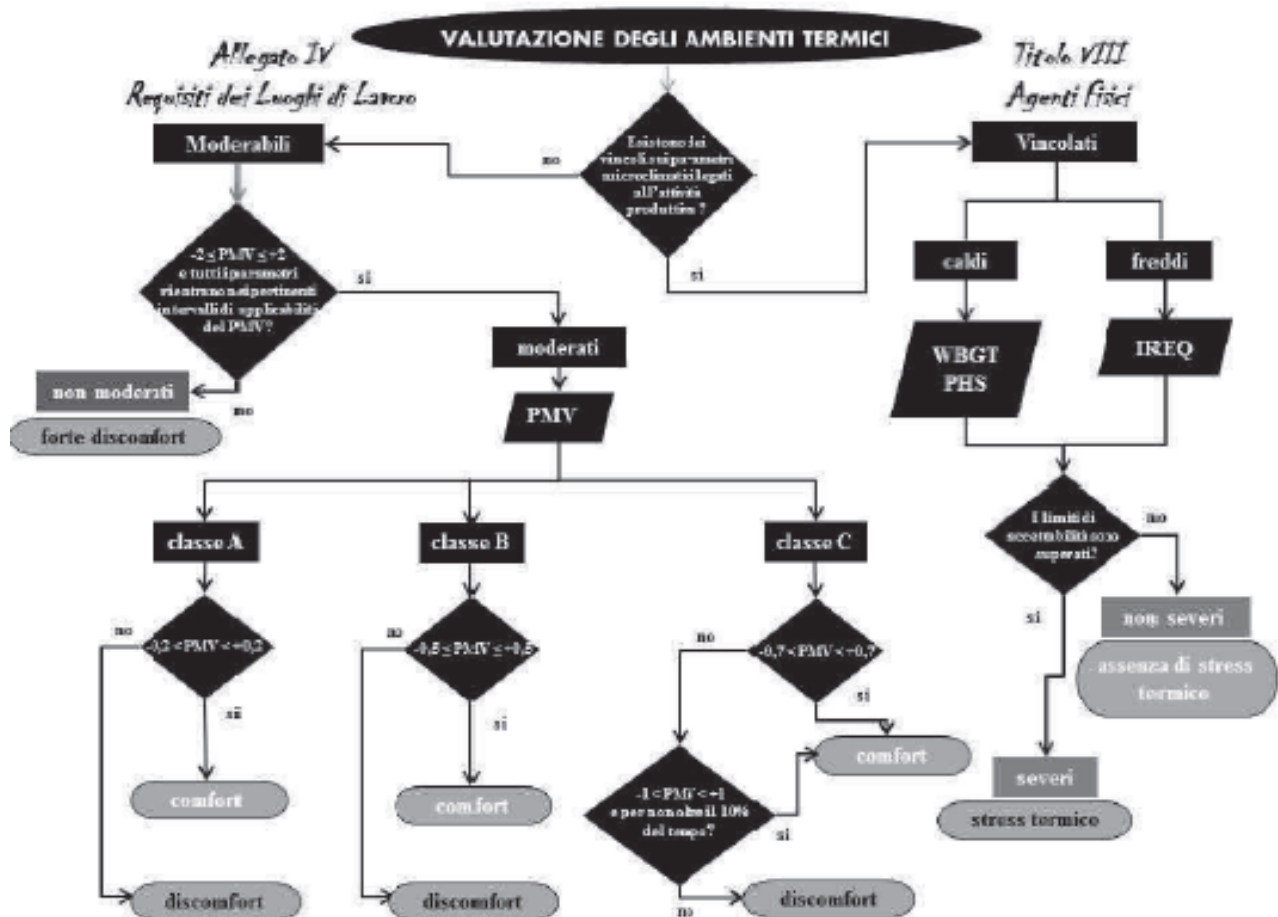 VALUTAZIONE DEGLI AMBIENTI TERMICI
Allegato IV
Requisiti dei Luoghi di Lavoro
Titolo VIII
Agenti Fisici
Moderabili
no
Esistono dei
vincoli sui parametri
microclimatici legati
all'attività
produttiva ?
Vincolati
si
-2 ≤ PMV ≤ +2
e tutti i parametri
rientrano nei pertinenti
intervalli di applicabilità
del PMV?
si
no
non moderati
forte discomfort
moderati
PMV
caldi
freddi
WBGT
PHS
IREQ
I limiti di
accettabilità sono
superati?
no
si
non severi
assenza di stress
termico
severi
stress termico
classe A
classe B
classe C
no
-0,2 < PMV < +0,2
sii
comfort
discomfort
no
-0,5 ≤ PMV ≤ +0,5
si
comfort
discomfort
no
-0,7 < PMV < +0,7
si
comfort
-1 < PMV < +1
e per non oltre il 10%
del tempo?
si
no
discomfort